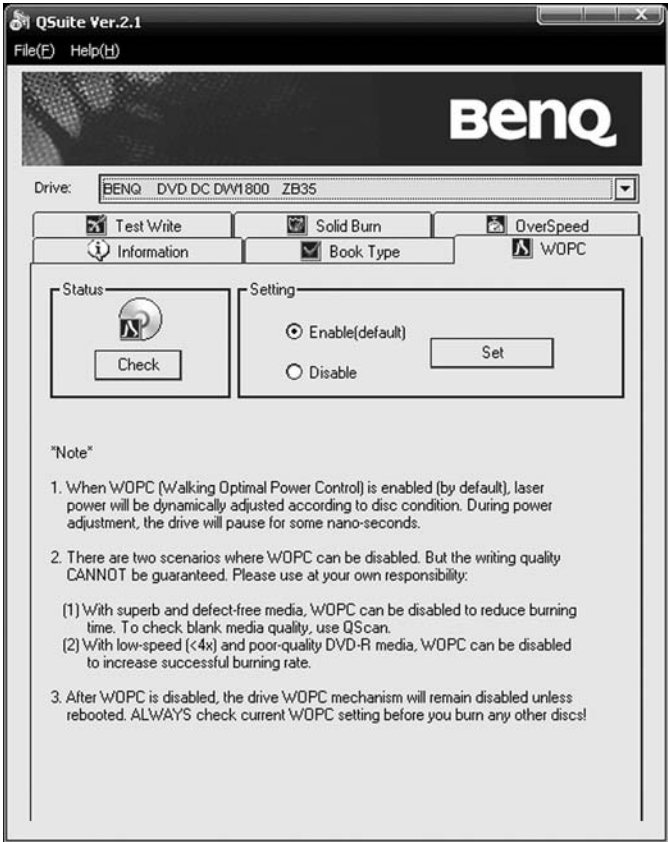 QSuite Ver.2.1
File(F) Help(H)
BenQ
Drive: BENQ DVD DC DW1800 ZB35
Test Write Solid Burn OverSpeed
Information Book Type WOPC
Status Setting
Enable(default)
Check Set
Disable
*Note*
1. When WOPC (Walking Optimal Power Control) is enabled (by default), laser
power will be dynamically adjusted according to disc condition. During power
adjustment, the drive will pause for some nano-seconds.
2. There are two scenarios where WOPC can be disabled. But the writing quality
CANNOT be guaranteed. Please use at your own responsibility:
(1) With superb and defect-free media, WOPC can be disabled to reduce burning
time. To check blank media quality, use QScan.
(2) With low-speed (<4x) and poor-quality DVD-R media, WOPC can be disabled
to increase successful burning rate.
3. After WOPC is disabled, the drive WOPC mechanism will remain disabled unless
rebooted. ALWAYS check current WOPC setting before you burn any other discs!